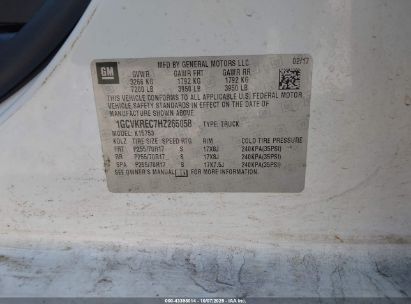 GM
MFD BY GENERAL MOTORS LLC
02/17
GVWR GAWR FRT GAWR RR
3266 KG 1792 KG 1792 KG
7200 LB 3950 LB 3950 LB
THIS VEHICLE CONFORMS TO ALL APPLICABLE U.S. FEDERAL MOTOR
VEHICLE SAFETY STANDARDS IN EFFECT ON THE DATE OF
MANUFACTURE SHOWN ABOVE.
1GCVKREC7HZ265058 TYPE: TRUCK
MODEL: K15753
TIRE SIZE SPEED RTG RIM COLD TIRE PRESSURE
FRT P255/70R17 S 17X8J 240KPA(35PSI)
RR P255/70R17 S 17X8J 240KPA(35PSI)
SPA P255/70R17 S 240KPA(35PSI)
SEE OWNER'S MANUAL FOR MORE INFORMATION.